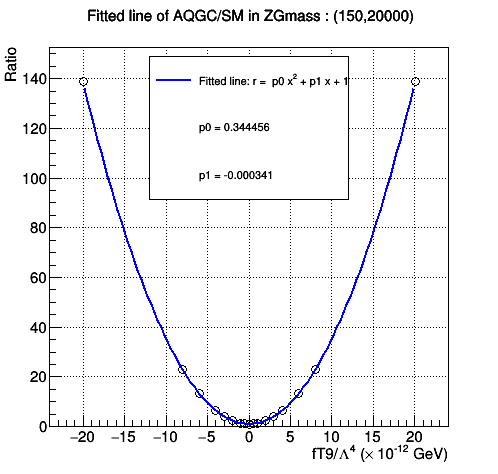 Fitted line of AQGC/SM in ZGmass : (150,20000)
Ratio
Fitted line: r = p0 x² + p1 x + 1
p0 = 0.344456
p1 = -0.000341
140
120
100
80
60
40
20
0
−20 −15 −10 −5 0 5 10 15 20
fT9/Λ⁴ (× 10⁻¹² GeV)